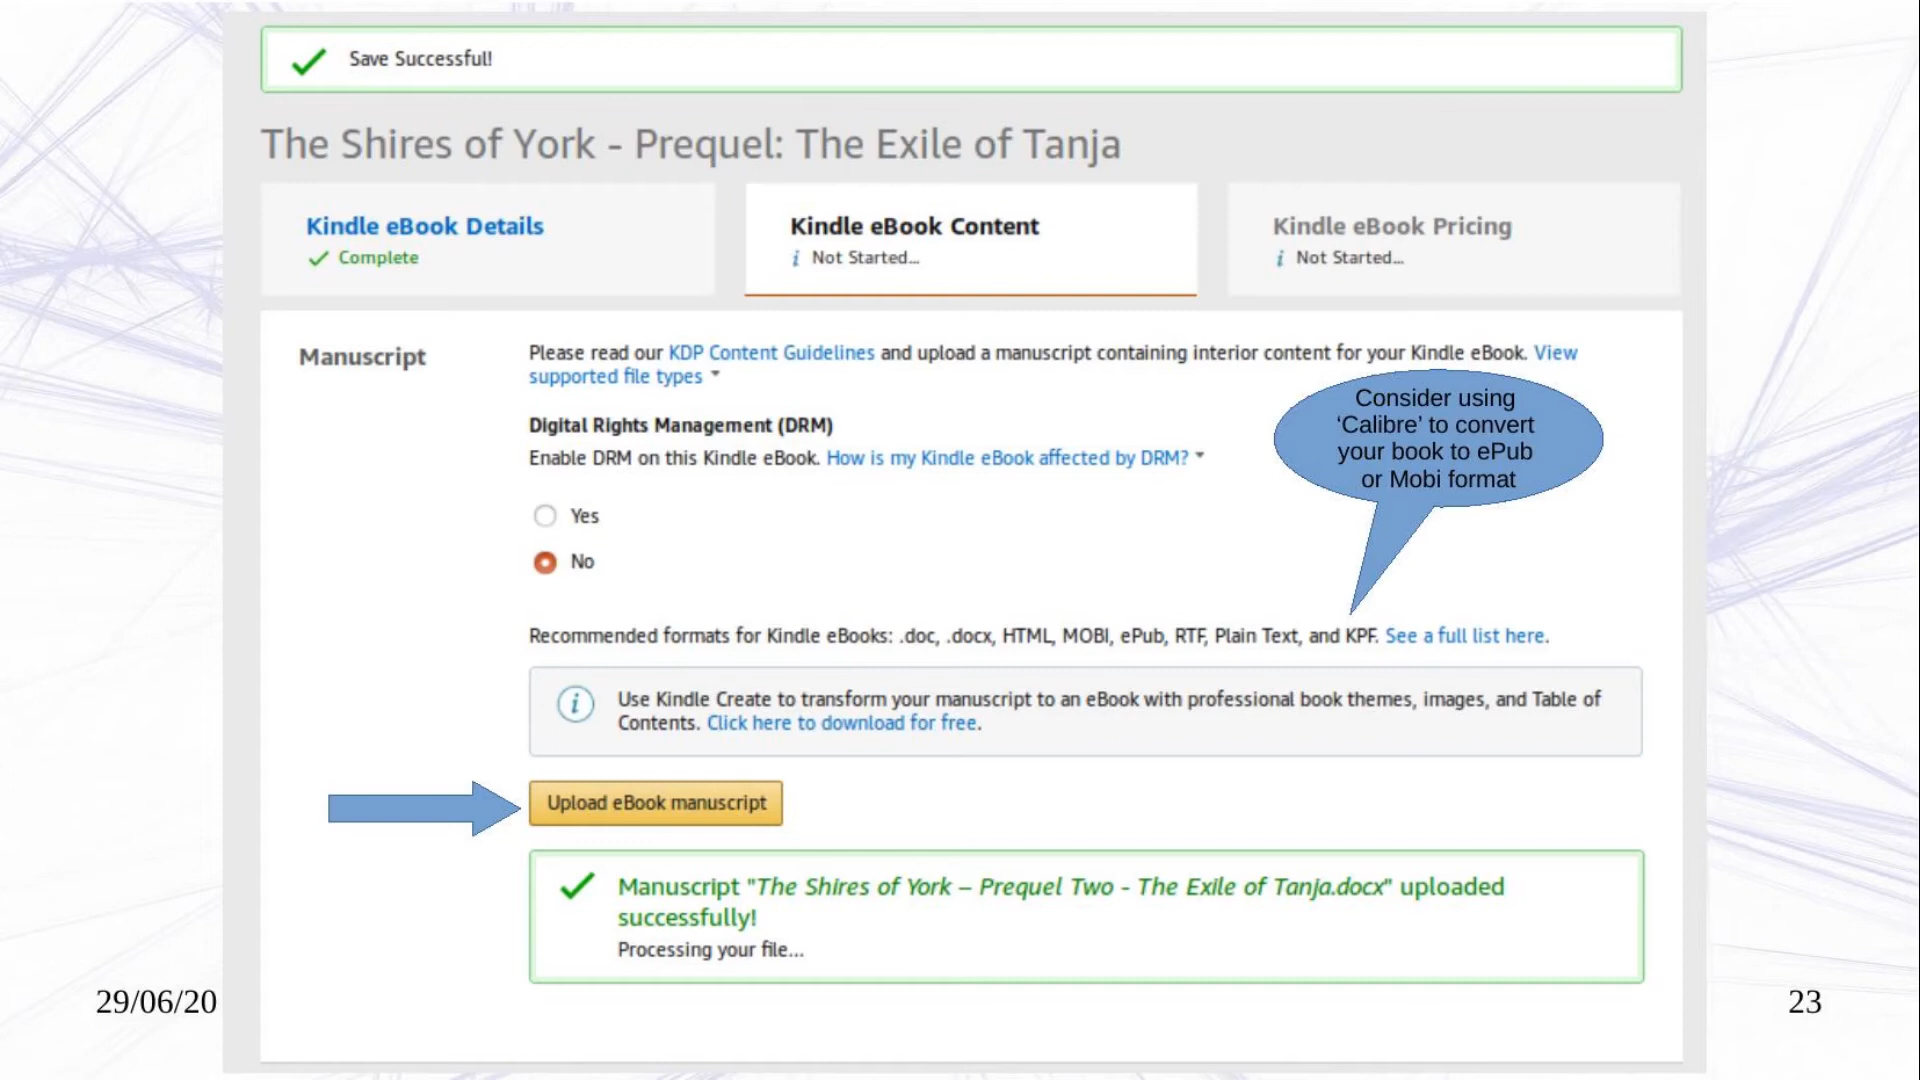 Save Successful!
The Shires of York - Prequel: The Exile of Tanja
Kindle eBook Details
Complete
Kindle eBook Content
i Not Started...
Kindle eBook Pricing
i Not Started...
Manuscript
Please read our KDP Content Guidelines and upload a manuscript containing interior content for your Kindle eBook. View
supported file types
Consider using
‘Calibre’ to convert
your book to ePub
or Mobi format
Digital Rights Management (DRM)
Enable DRM on this Kindle eBook. How is my Kindle eBook affected by DRM?
Yes
No
Recommended formats for Kindle eBooks: .doc, .docx, HTML, MOBI, ePub, RTF, Plain Text, and KPF. See a full list here.
i Use Kindle Create to transform your manuscript to an eBook with professional book themes, images, and Table of
Contents. Click here to download for free.
Upload eBook manuscript
Manuscript "The Shires of York – Prequel Two - The Exile of Tanja.docx" uploaded
successfully!
Processing your file...
29/06/20
23